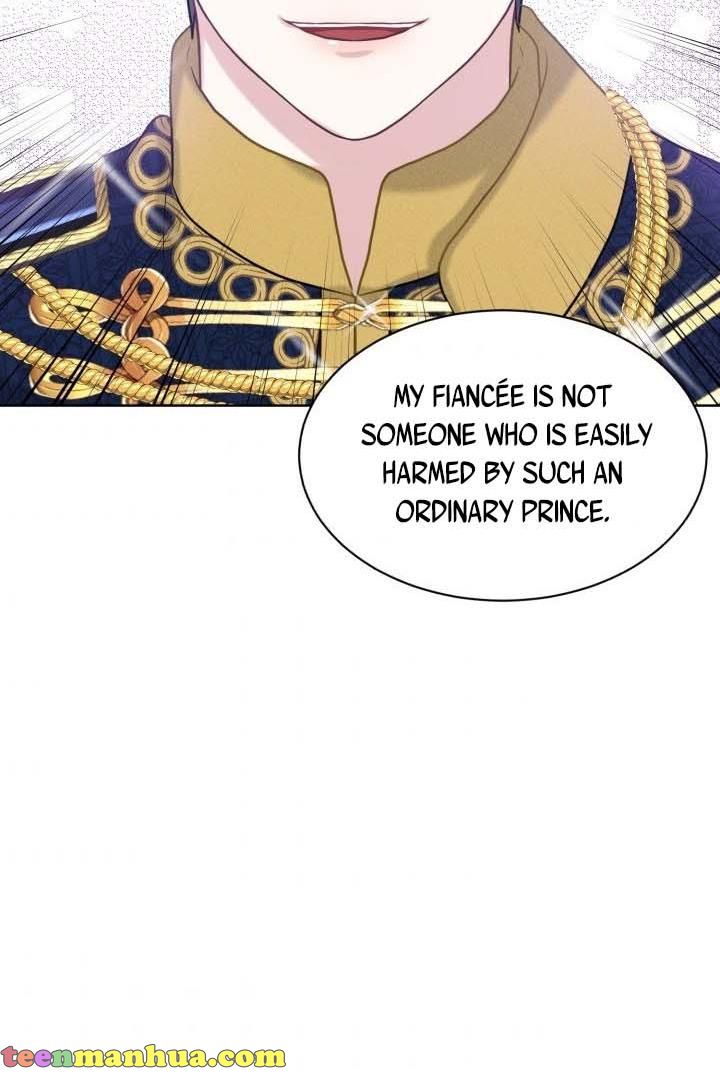 MY FIANCÉE IS NOT
SOMEONE WHO IS EASILY
HARMED BY SUCH AN
ORDINARY PRINCE.
teenmanhua.com